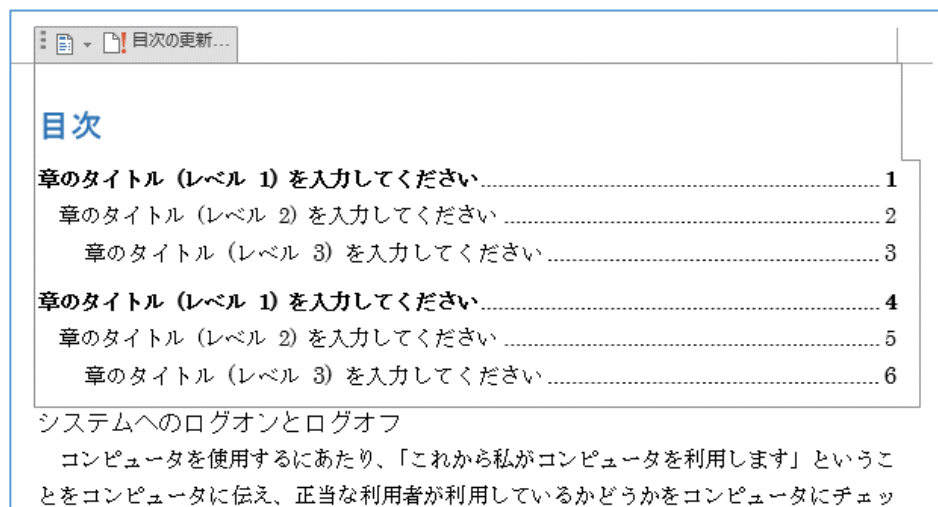 目次の更新...
目次
章のタイトル (レベル 1) を入力してください........................................ 1
章のタイトル (レベル 2) を入力してください........................................ 2
章のタイトル (レベル 3) を入力してください........................................ 3
章のタイトル (レベル 1) を入力してください........................................ 4
章のタイトル (レベル 2) を入力してください........................................ 5
章のタイトル (レベル 3) を入力してください........................................ 6
システムへのログオンとログオフ
コンピュータを使用するにあたり、「これから私がコンピュータを利用します」というこ
とをコンピュータに伝え、正当な利用者が利用しているかどうかをコンピュータにチェッ